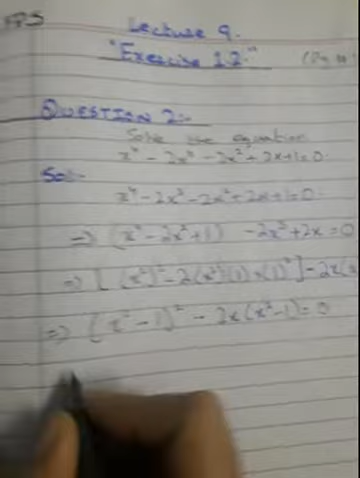 Lecture 9.
"Exercise 1.2"
QUESTION 2:-
Solve the equation
x⁴ - 2x³ - 2x² + 2x + 1 = 0
Sol:-
x⁴ - 2x³ - 2x² + 2x + 1 = 0
=> (x⁴ - 2x² + 1) - 2x³ + 2x = 0
=> [(x²)² - 2(x²)(1) + (1)²] - 2x(
=> (x² - 1)² - 2x(x² - 1) = 0